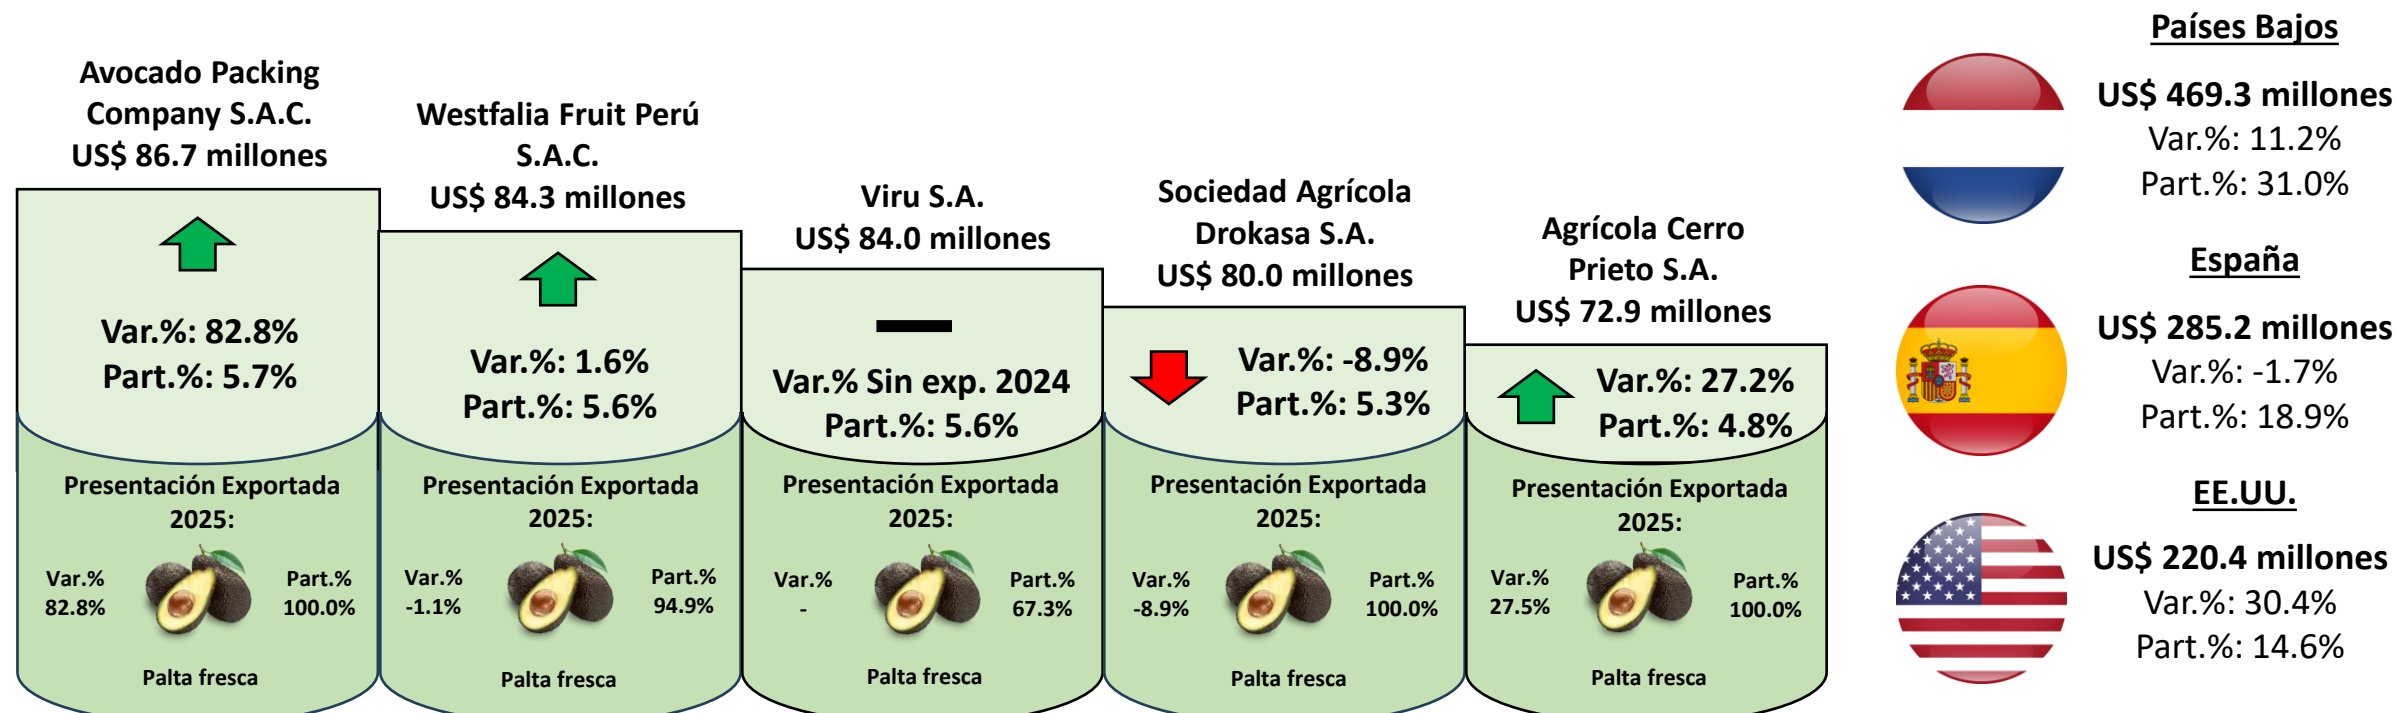 Avocado Packing
Company S.A.C.
US$ 86.7 millones
Var.%: 82.8%
Part.%: 5.7%
Presentación Exportada
2025:
Var.%
82.8%
Part.%
100.0%
Palta fresca
Westfalia Fruit Perú
S.A.C.
US$ 84.3 millones
Var.%: 1.6%
Part.%: 5.6%
Presentación Exportada
2025:
Var.%
-1.1%
Part.%
94.9%
Palta fresca
Viru S.A.
US$ 84.0 millones
Var.% Sin exp. 2024
Part.%: 5.6%
Presentación Exportada
2025:
Var.%
-
Part.%
67.3%
Palta fresca
Sociedad Agrícola
Drokasa S.A.
US$ 80.0 millones
Var.%: -8.9%
Part.%: 5.3%
Presentación Exportada
2025:
Var.%
-8.9%
Part.%
100.0%
Palta fresca
Agrícola Cerro
Prieto S.A.
US$ 72.9 millones
Var.%: 27.2%
Part.%: 4.8%
Presentación Exportada
2025:
Var.%
27.5%
Part.%
100.0%
Palta fresca
Países Bajos
US$ 469.3 millones
Var.%: 11.2%
Part.%: 31.0%
España
US$ 285.2 millones
Var.%: -1.7%
Part.%: 18.9%
EE.UU.
US$ 220.4 millones
Var.%: 30.4%
Part.%: 14.6%